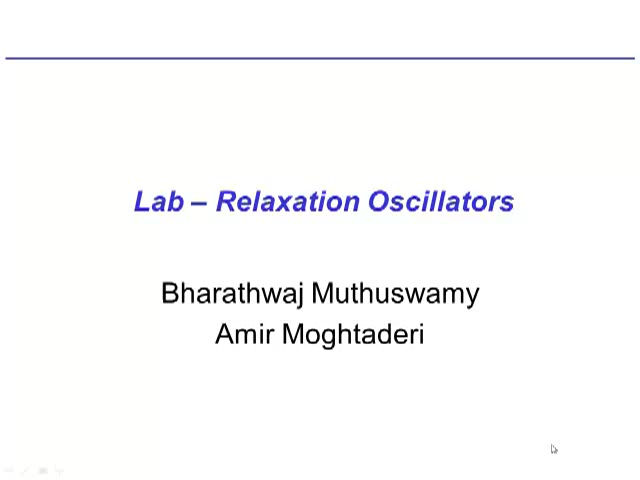 Lab – Relaxation Oscillators
Bharathwaj Muthuswamy
Amir Moghtaderi